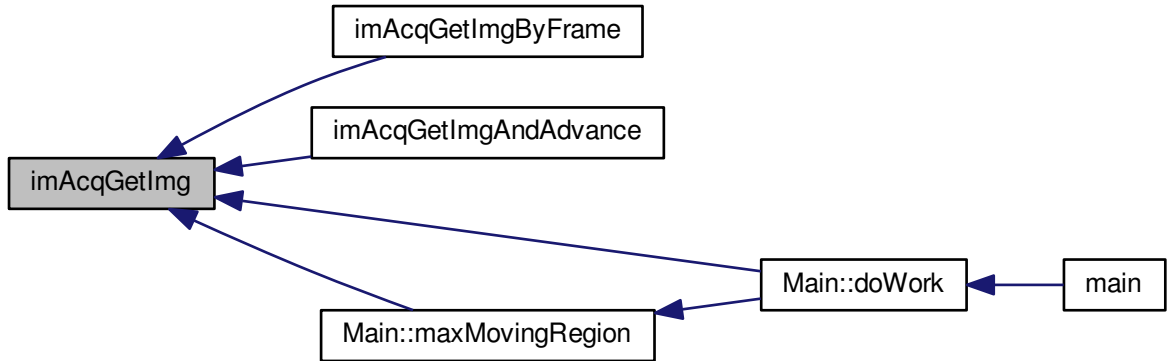 imAcqGetImgByFrame
imAcqGetImgAndAdvance
imAcqGetImg
Main::doWork
main
Main::maxMovingRegion